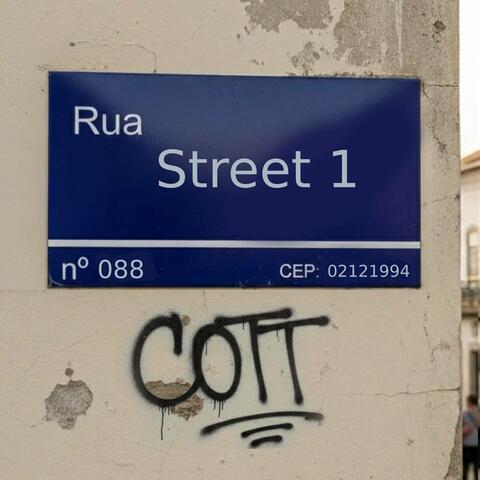 Rua
Street 1
nº 088
CEP: 02121994
COTT